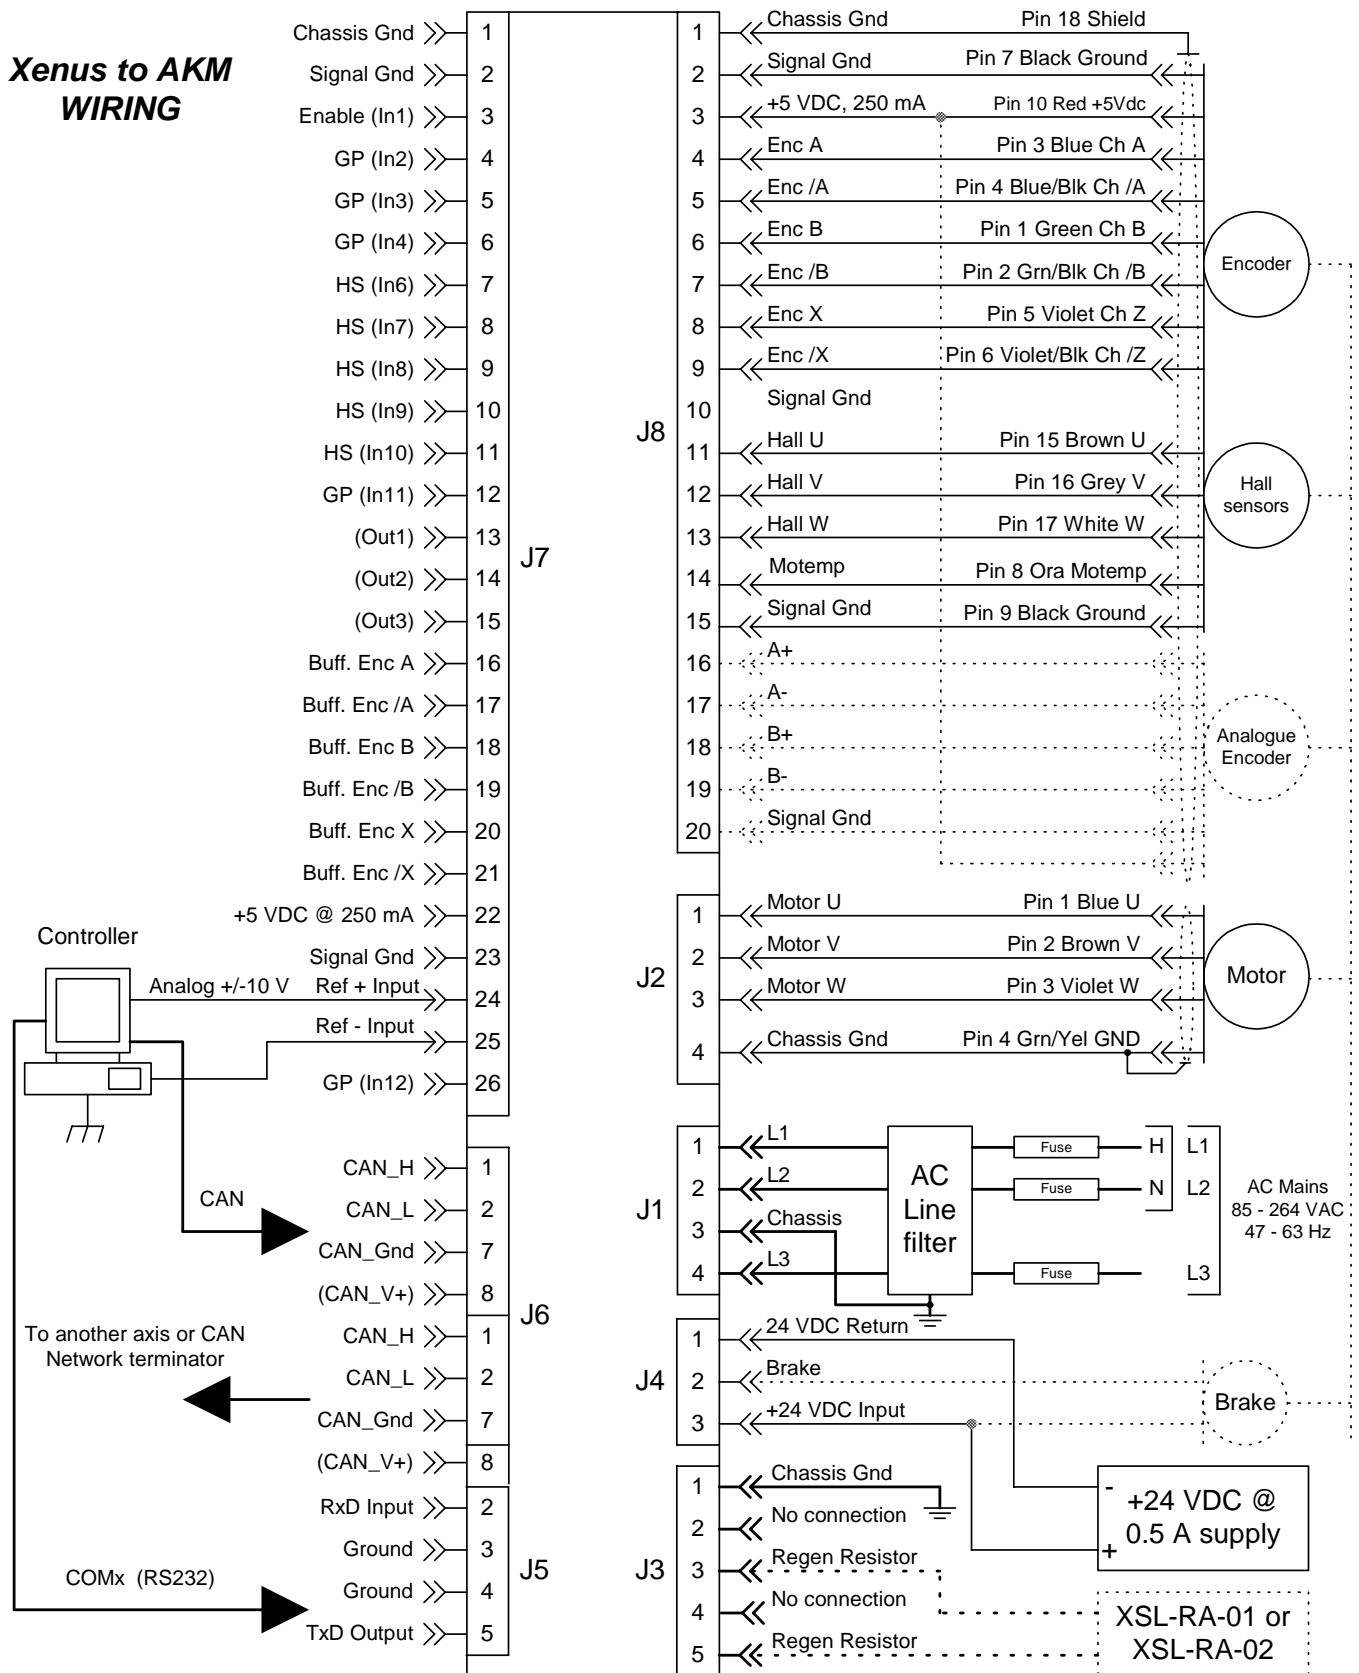 Xenus to AKM
WIRING
Chassis Gnd 1
Signal Gnd 2
Enable (In1) 3
GP (In2) 4
GP (In3) 5
GP (In4) 6
HS (In6) 7
HS (In7) 8
HS (In8) 9
HS (In9) 10
HS (In10) 11
GP (In11) 12
(Out1) 13
(Out2) 14
(Out3) 15
Buff. Enc A 16
Buff. Enc /A 17
Buff. Enc B 18
Buff. Enc /B 19
Buff. Enc X 20
Buff. Enc /X 21
+5 VDC @ 250 mA 22
Signal Gnd 23
Analog +/-10 V Ref + Input 24
Ref - Input 25
GP (In12) 26
J7
Controller
CAN
CAN_H 1
CAN_L 2
CAN_Gnd 7
(CAN_V+) 8
J6
To another axis or CAN
Network terminator
CAN_H 1
CAN_L 2
CAN_Gnd 7
(CAN_V+) 8
RxD Input 2
Ground 3
Ground 4
TxD Output 5
J5
COMx (RS232)
J8
1 Chassis Gnd Pin 18 Shield
2 Signal Gnd Pin 7 Black Ground
3 +5 VDC, 250 mA Pin 10 Red +5Vdc
4 Enc A Pin 3 Blue Ch A
5 Enc /A Pin 4 Blue/Blk Ch /A
6 Enc B Pin 1 Green Ch B
7 Enc /B Pin 2 Grn/Blk Ch /B
8 Enc X Pin 5 Violet Ch Z
9 Enc /X Pin 6 Violet/Blk Ch /Z
10 Signal Gnd
11 Hall U Pin 15 Brown U
12 Hall V Pin 16 Grey V
13 Hall W Pin 17 White W
14 Motemp Pin 8 Ora Motemp
15 Signal Gnd Pin 9 Black Ground
16 A+
17 A-
18 B+
19 B-
20 Signal Gnd
Encoder
Hall
sensors
Analogue
Encoder
J2
1 Motor U Pin 1 Blue U
2 Motor V Pin 2 Brown V
3 Motor W Pin 3 Violet W
4 Chassis Gnd Pin 4 Grn/Yel GND
Motor
J1
1 L1 Fuse H L1
2 L2 Fuse N L2
3 Chassis
4 L3 Fuse L3
AC
Line
filter
AC Mains
85 - 264 VAC
47 - 63 Hz
J4
1 24 VDC Return
2 Brake
3 +24 VDC Input
Brake
J3
1 Chassis Gnd
2 No connection
3 Regen Resistor
4 No connection
5 Regen Resistor
- +24 VDC @
+ 0.5 A supply
XSL-RA-01 or
XSL-RA-02